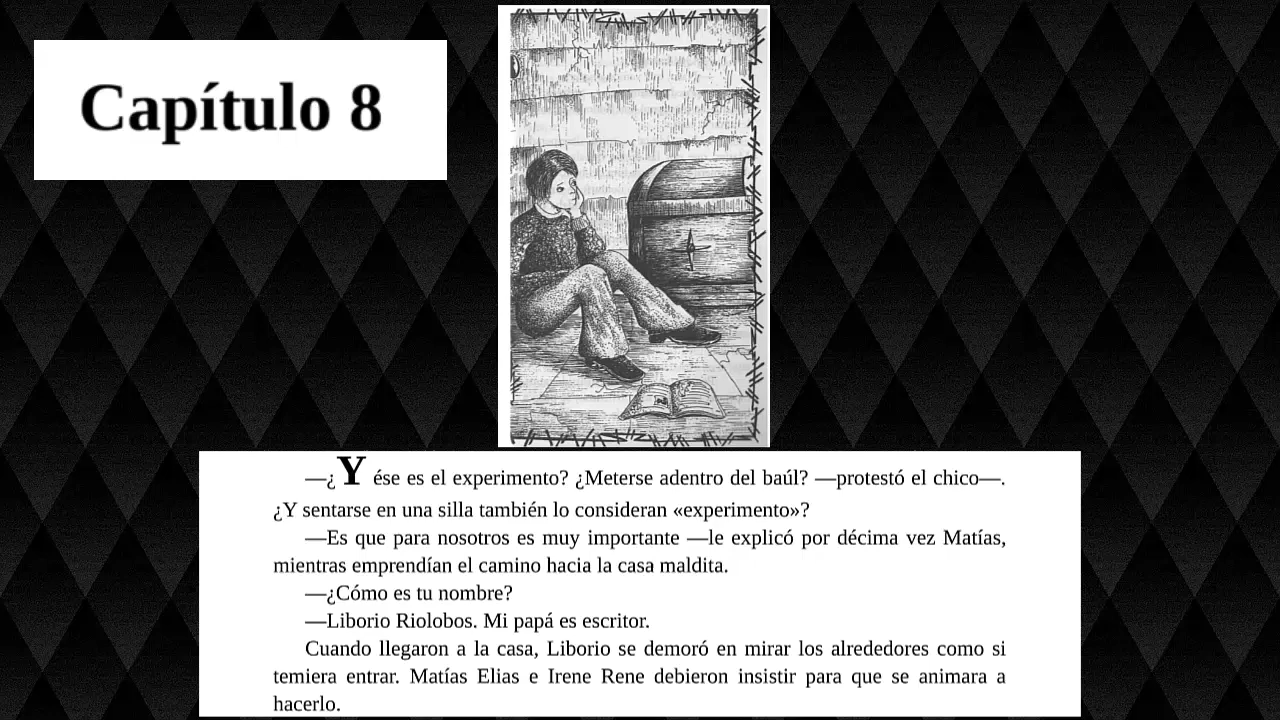 Capítulo 8
—¿Y ése es el experimento? ¿Meterse adentro del baúl? —protestó el chico—.
¿Y sentarse en una silla también lo consideran «experimento»?
—Es que para nosotros es muy importante —le explicó por décima vez Matías,
mientras emprendían el camino hacia la casa maldita.
—¿Cómo es tu nombre?
—Liborio Riolobos. Mi papá es escritor.
Cuando llegaron a la casa, Liborio se demoró en mirar los alrededores como si
temiera entrar. Matías Elias e Irene Rene debieron insistir para que se animara a
hacerlo.